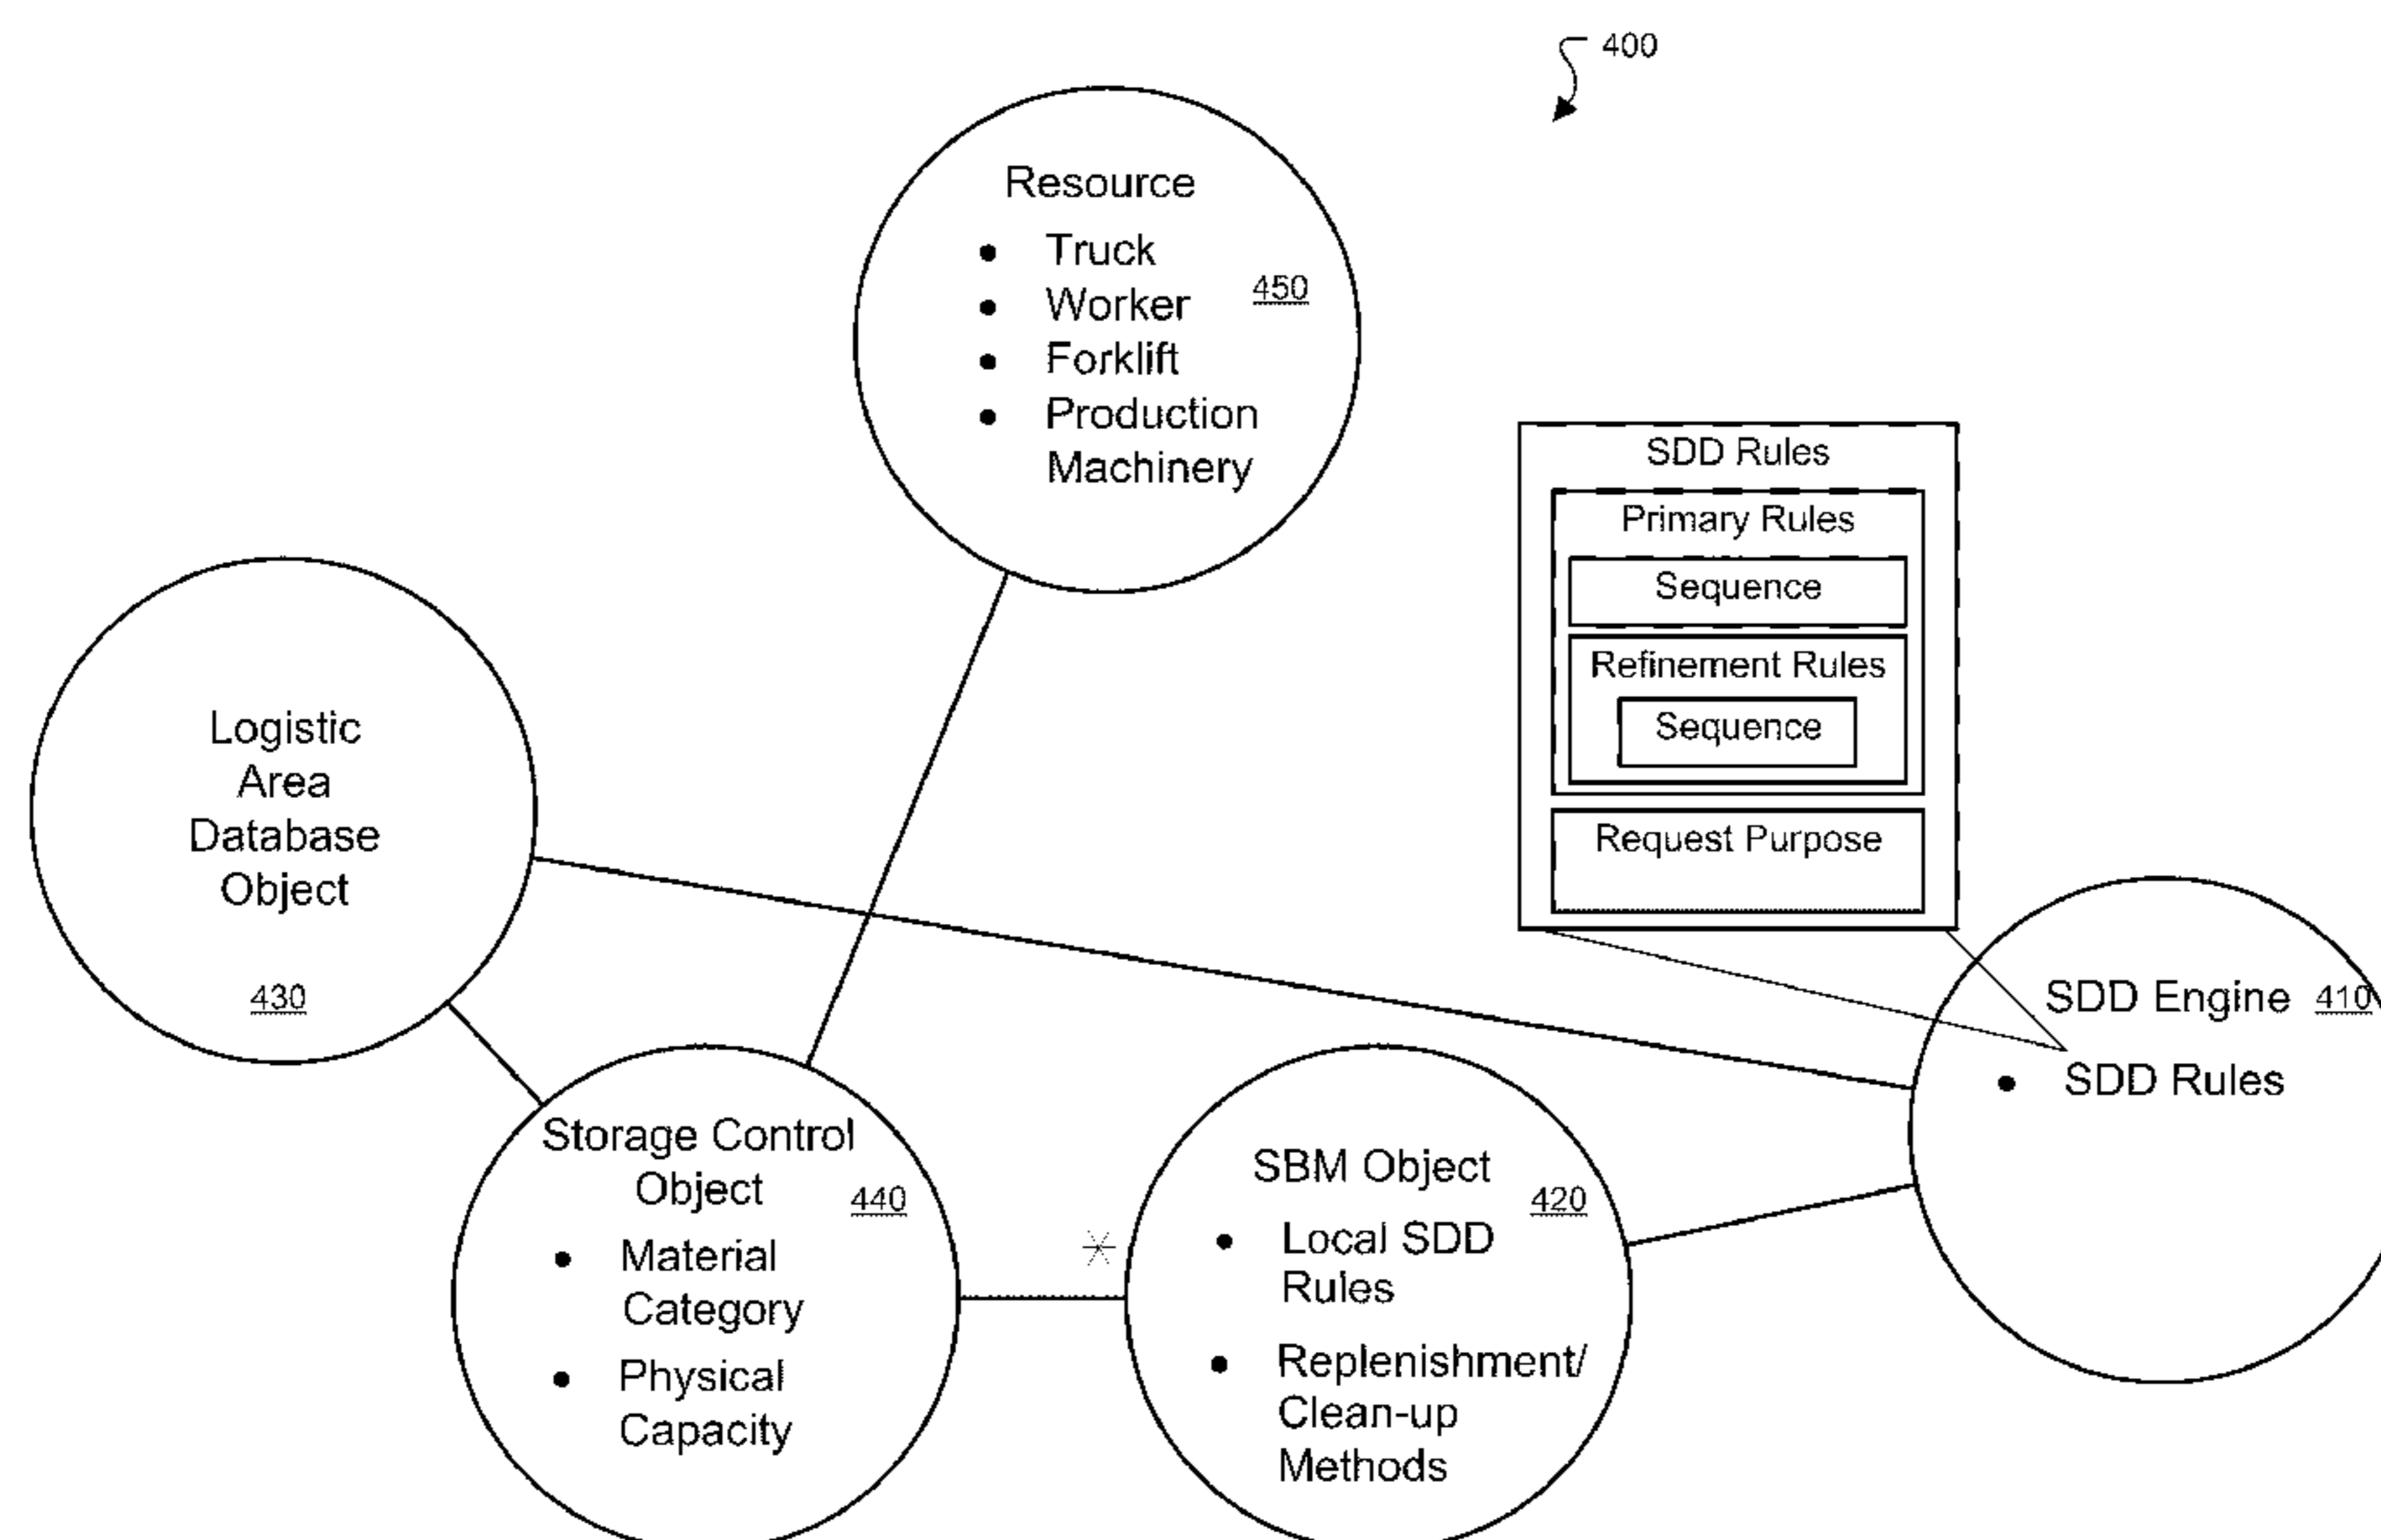 400
Resource
• Truck
• Worker
• Forklift
• Production
Machinery
450
SDD Rules
Primary Rules
Sequence
Refinement Rules
Sequence
Request Purpose
Logistic
Area
Database
Object
430
SDD Engine 410
• SDD Rules
Storage Control
Object
440
• Material
Category
• Physical
Capacity
*
SBM Object
420
• Local SDD
Rules
• Replenishment/
Clean-up
Methods